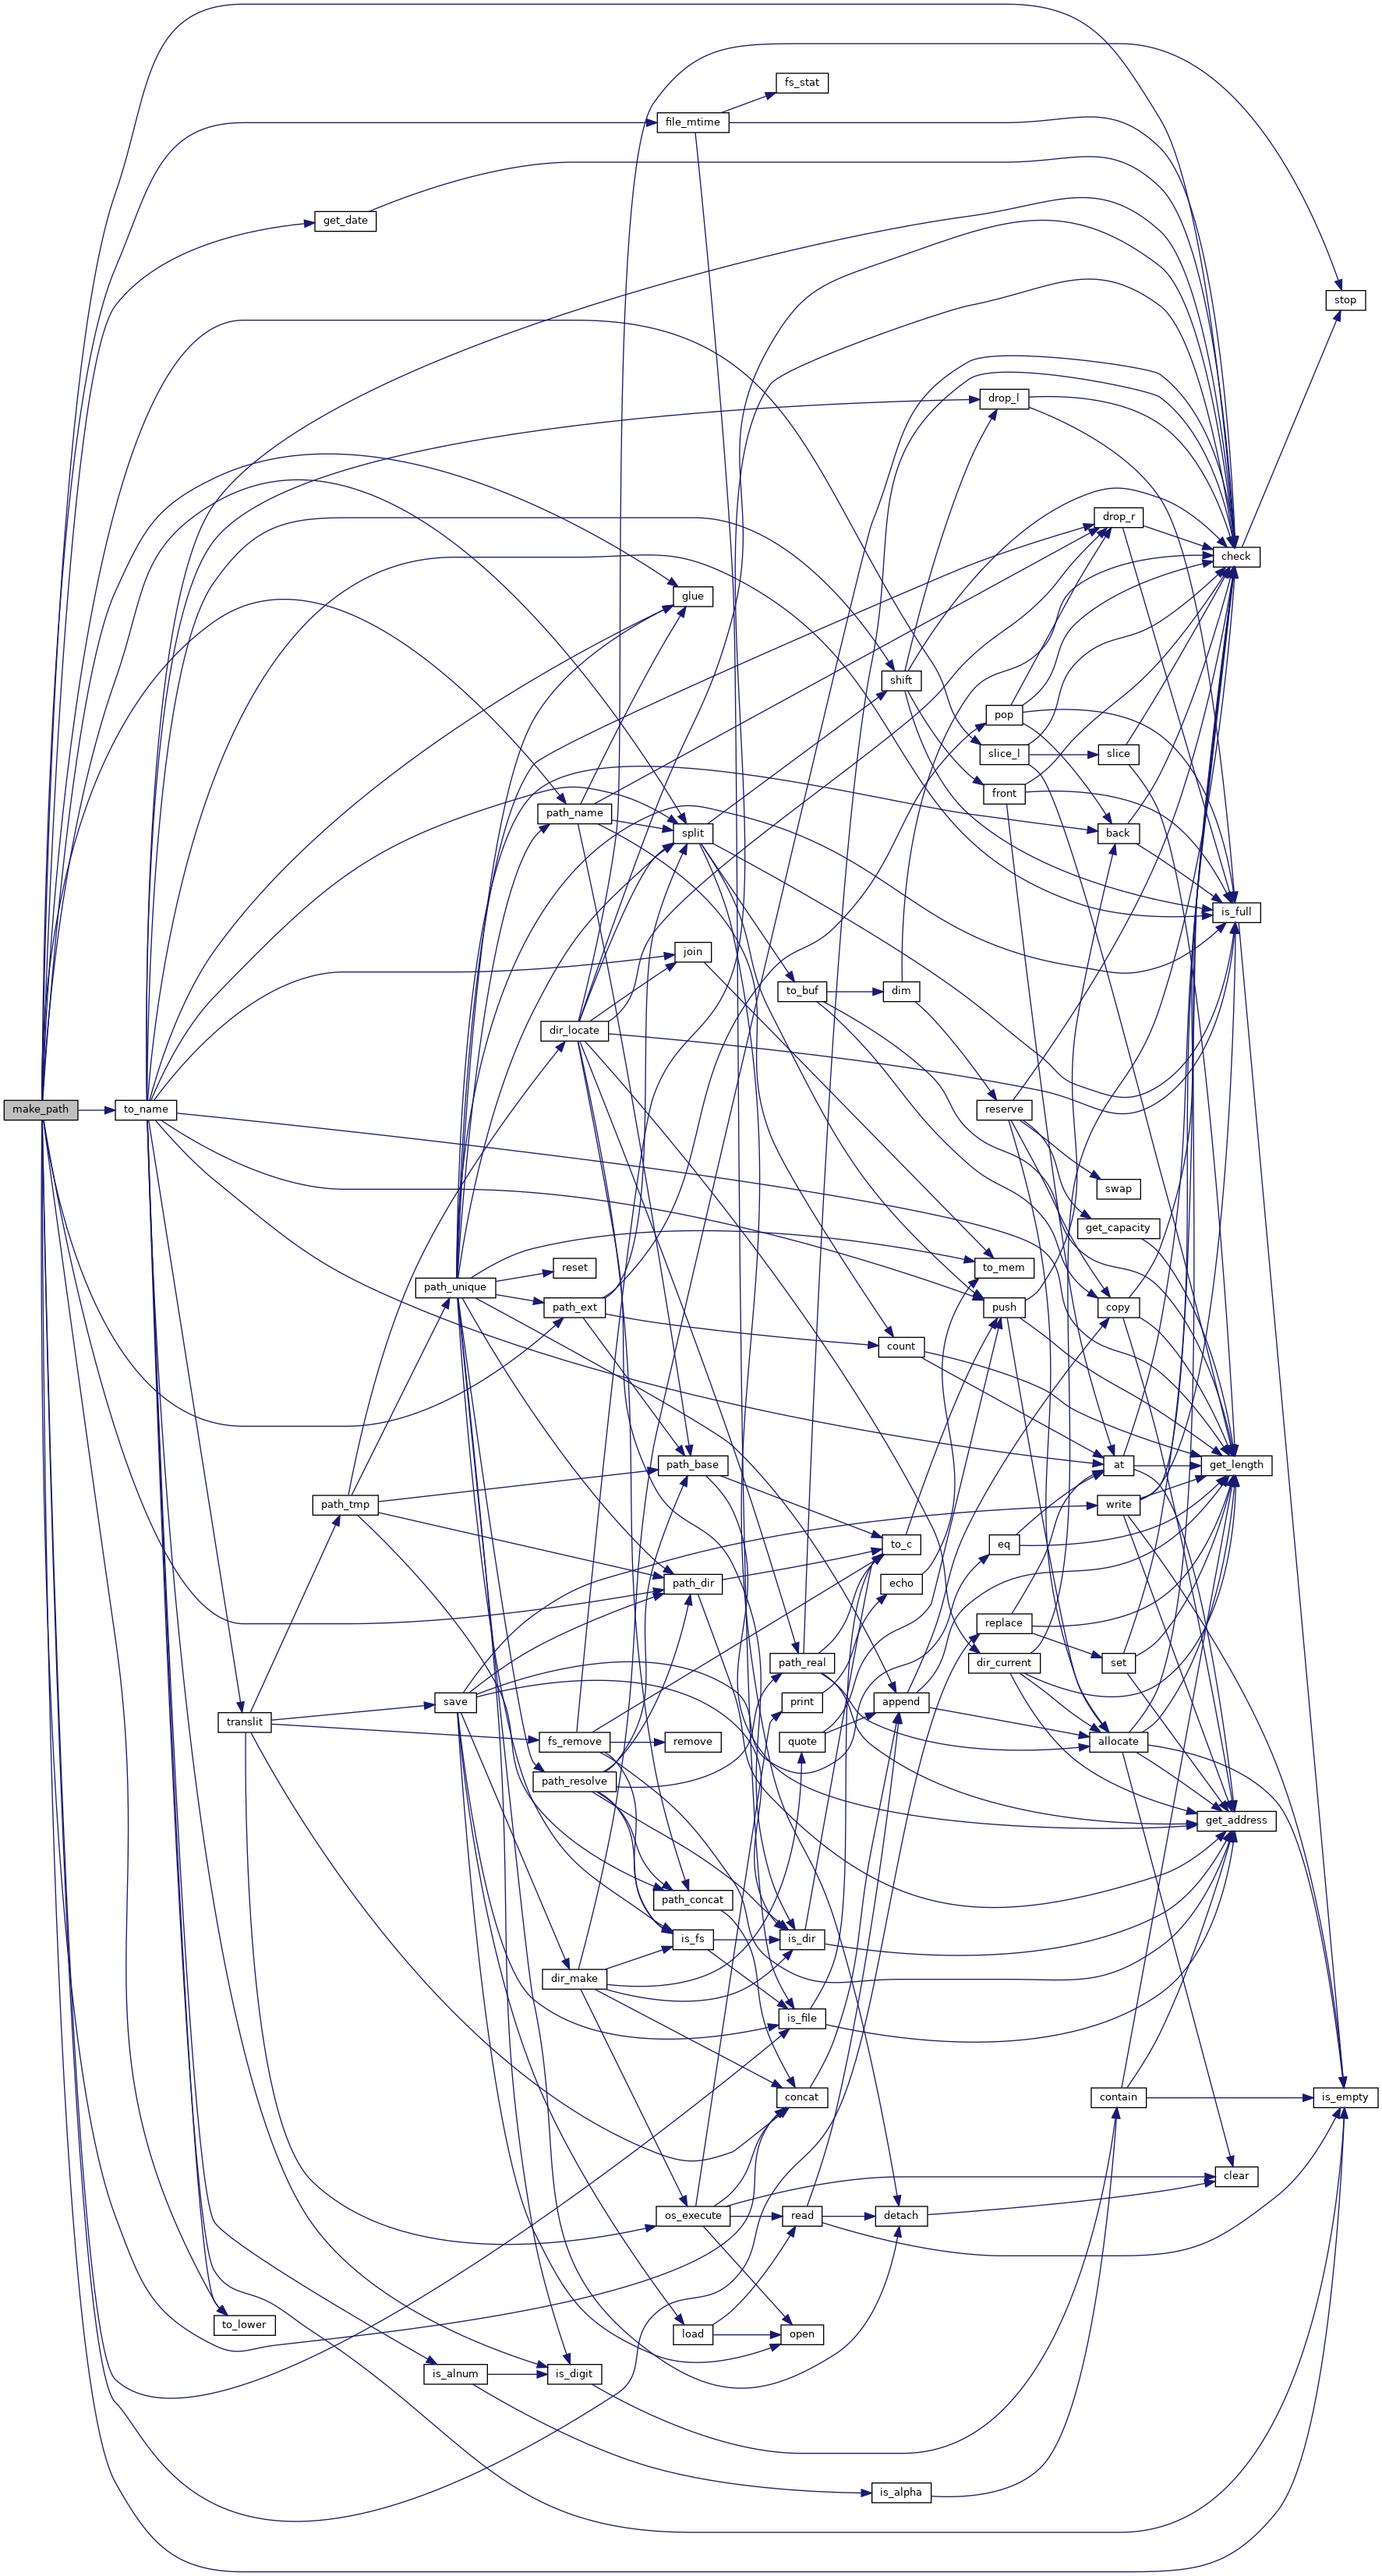 fs_stat
file_mtime
get_date
stop
drop_l
drop_r
check
glue
shift
pop
slice_l
slice
front
path_name
split
back
is_full
join
to_buf
dim
dir_locate
make_path
to_name
reserve
swap
get_capacity
to_mem
reset
path_unique
path_ext
push
copy
count
path_base
at
get_length
path_tmp
write
to_c
eq
path_dir
echo
replace
path_real
dir_current
set
save
print
append
translit
fs_remove
remove
quote
allocate
path_resolve
get_address
path_concat
is_fs
is_dir
dir_make
is_file
concat
contain
is_empty
clear
os_execute
read
detach
to_lower
load
open
is_alnum
is_digit
is_alpha